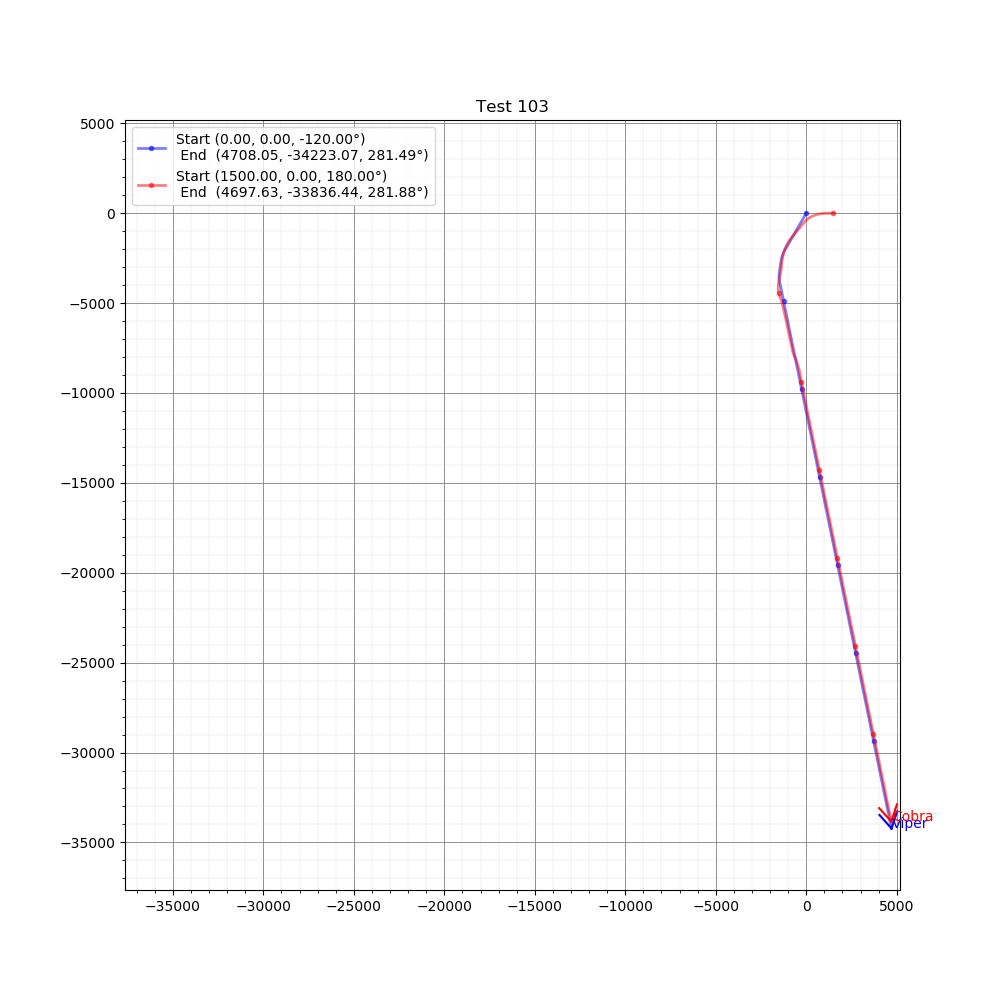 Test 103
Start (0.00, 0.00, -120.00°)
End  (4708.05, -34223.07, 281.49°)
Start (1500.00, 0.00, 180.00°)
End  (4697.63, -33836.44, 281.88°)
5000
0
−5000
−10000
−15000
−20000
−25000
−30000
−35000
Cobra
Viper
−35000 −30000 −25000 −20000 −15000 −10000 −5000 0 5000